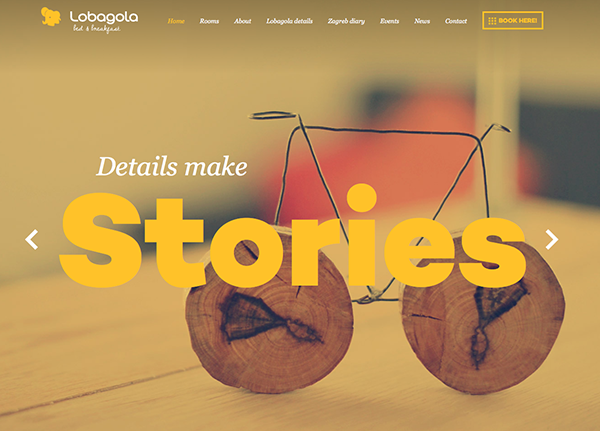 Lobagola
bed & breakfast
Home Rooms About Lobagola details Zagreb diary Events News Contact BOOK HERE!
Details make
Stories